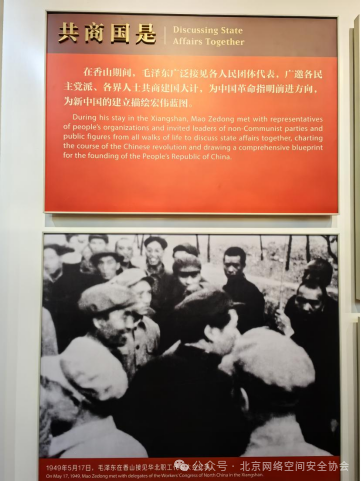 共商国是
Discussing State
Affairs Together
在香山期间，毛泽东广泛接见各人民团体代表，广邀各民
主党派、各界人士共商建国大计，为中国革命指明前进方向，
为新中国的建立描绘宏伟蓝图。
During his stay in the Xiangshan, Mao Zedong met with representatives
of people's organizations and invited leaders of non-Communist parties and
public figures from all walks of life to discuss state affairs together, charting
the course of the Chinese revolution and drawing a comprehensive blueprint
for the founding of the People's Republic of China.
1949年5月17日，毛泽东在香山接见华北职工
On May 17, 1949, Mao Zedong met with delegates of the Workers' Congress of North China in the Xiangshan.
公众号 · 北京网络空间安全协会